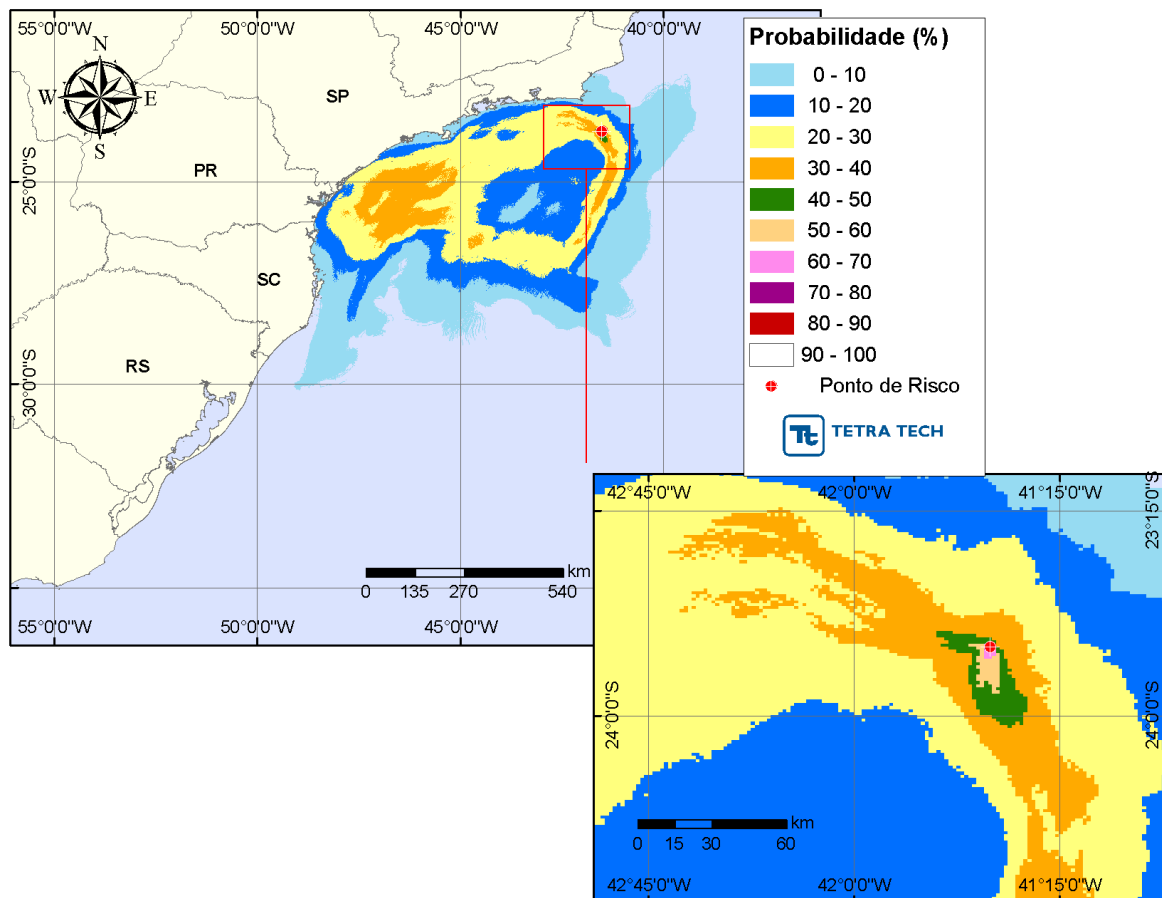 55°0'0"W 50°0'0"W 45°0'0"W 40°0'0"W
N
W E
S
SP
PR
SC
RS
25°0'0"S
30°0'0"S
km
0 135 270 540
55°0'0"W 50°0'0"W 45°0'0"W
Probabilidade (%)
0 - 10
10 - 20
20 - 30
30 - 40
40 - 50
50 - 60
60 - 70
70 - 80
80 - 90
90 - 100
Ponto de Risco
Tt TETRA TECH
42°45'0"W 42°0'0"W 41°15'0"W
23°15'0"S
24°0'0"S 24°0'0"S
km
0 15 30 60
42°45'0"W 42°0'0"W 41°15'0"W